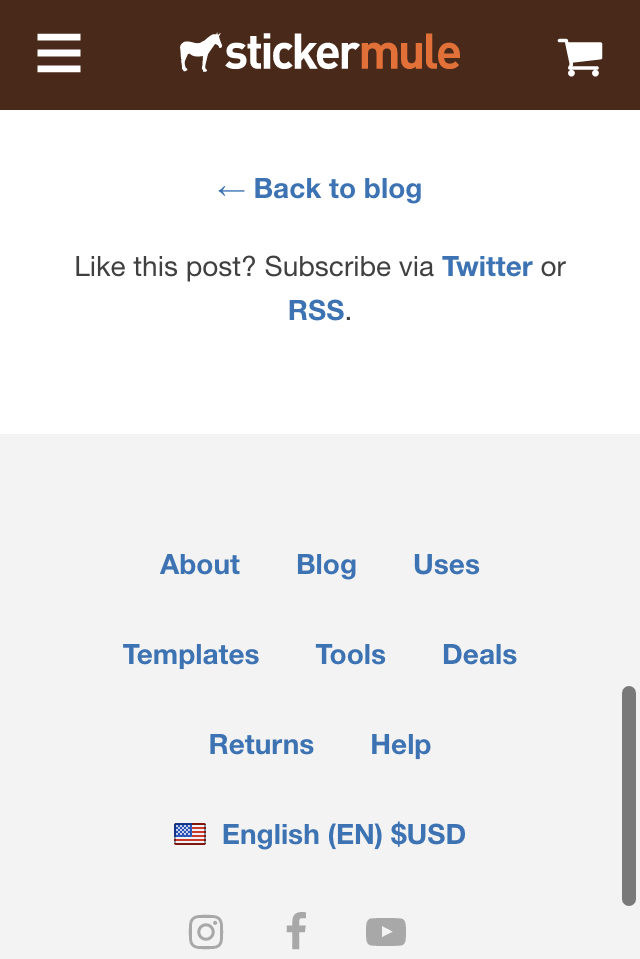 stickermule
← Back to blog
Like this post? Subscribe via Twitter or
RSS.
About Blog Uses
Templates Tools Deals
Returns Help
English (EN) $USD